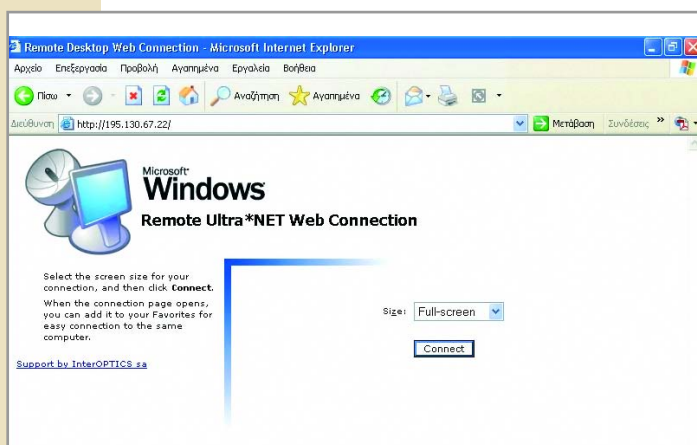 Remote Desktop Web Connection - Microsoft Internet Explorer
Αρχείο Επεξεργασία Προβολή Αγαπημένα Εργαλεία Βοήθεια
Πίσω Αναζήτηση Αγαπημένα
Διεύθυνση http://195.130.67.22/ Μετάβαση Συνδέσεις »
Microsoft
Windows
Remote Ultra*NET Web Connection
Select the screen size for your
connection, and then click Connect.
When the connection page opens,
you can add it to your Favorites for
easy connection to the same
computer.
Support by InterOPTICS sa
Size: Full-screen
Connect